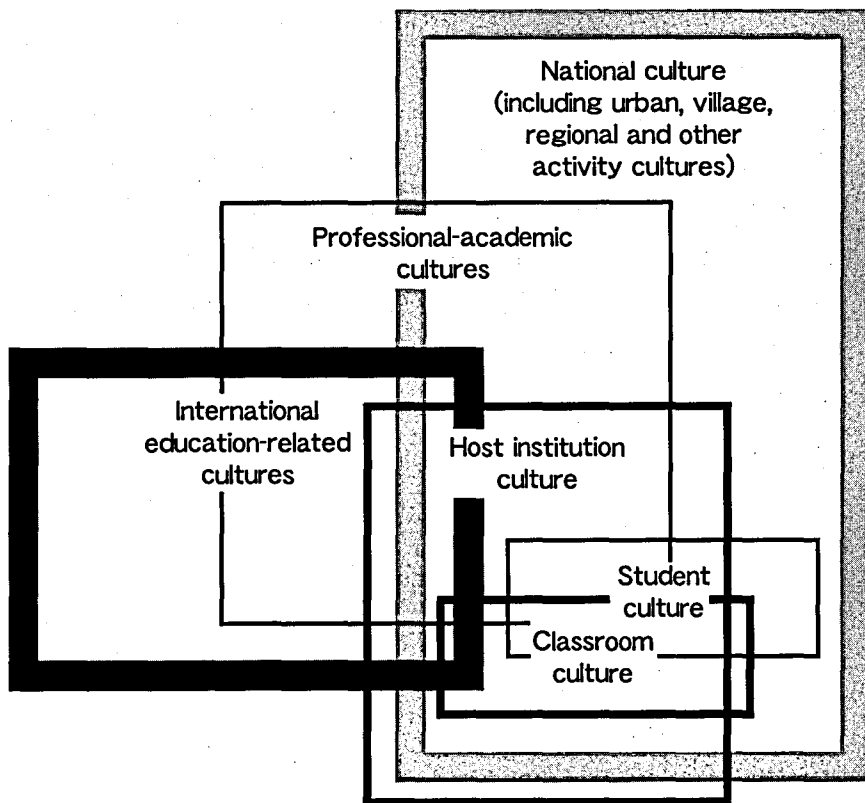 National culture
(including urban, village,
regional and other
activity cultures)
Professional-academic
cultures
International
education-related
cultures
Host institution
culture
Student
culture
Classroom
culture